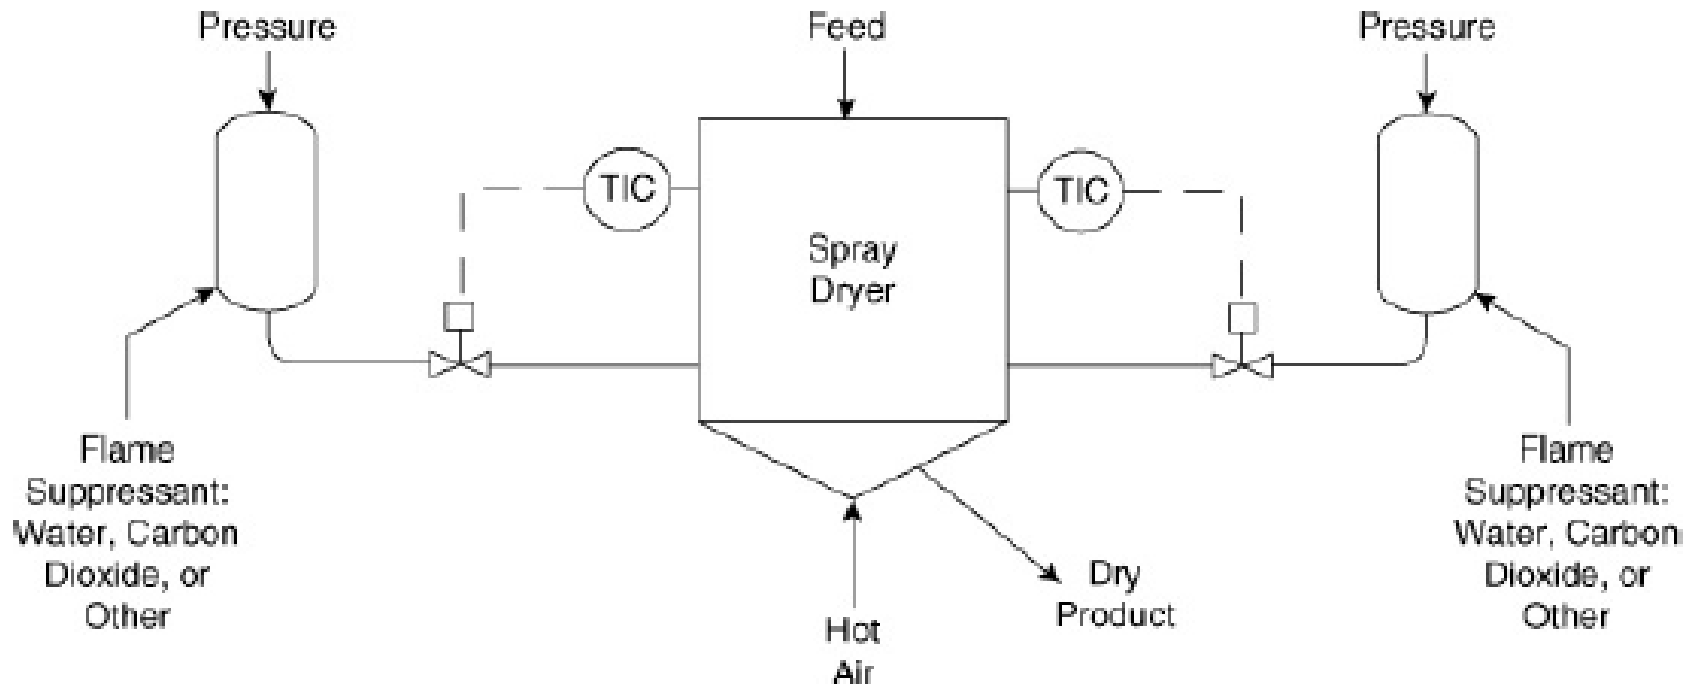 Pressure
Feed
Pressure
TIC
TIC
Spray
Dryer
Flame
Suppressant:
Water, Carbon
Dioxide, or
Other
Hot
Air
Dry
Product
Flame
Suppressant:
Water, Carbon
Dioxide, or
Other